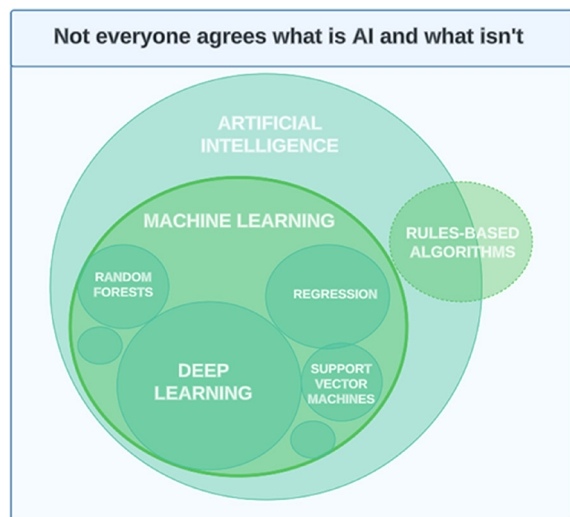 Not everyone agrees what is AI and what isn't
ARTIFICIAL
INTELLIGENCE
MACHINE LEARNING
RULES-BASED
ALGORITHMS
RANDOM
FORESTS
REGRESSION
DEEP
LEARNING
SUPPORT
VECTOR
MACHINES